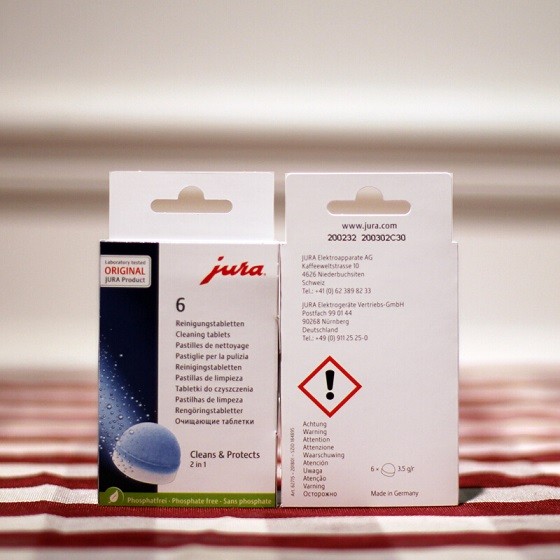 Laboratory tested
ORIGINAL
JURA Product
jura
6
Reinigungstabletten
Cleaning tablets
Pastilles de nettoyage
Pastiglie per la pulizia
Reinigingstabletten
Pastillas de limpieza
Tabletki do czyszczenia
Pastilhas de limpeza
Rengöringstabletter
Очищающие таблетки
Cleans & Protects
2 in 1
Phosphatfrei - Phosphate free - Sans phosphate
www.jura.com
200232 200302C30
JURA Elektroapparate AG
Kaffeeweltstrasse 10
4626 Niederbuchsiten
Schweiz
Tel.: +41 (0) 62 389 82 33
JURA Elektrogeräte Vertriebs-GmbH
Postfach 99 01 44
90268 Nürnberg
Deutschland
Tel.: +49 (0) 911 25 25-0
Achtung
Warning
Attention
Attenzione
Waarschuwing
Atención
Uwaga
Atenção
Varning
Осторожно
6 × 3.5 g/r
Made in Germany